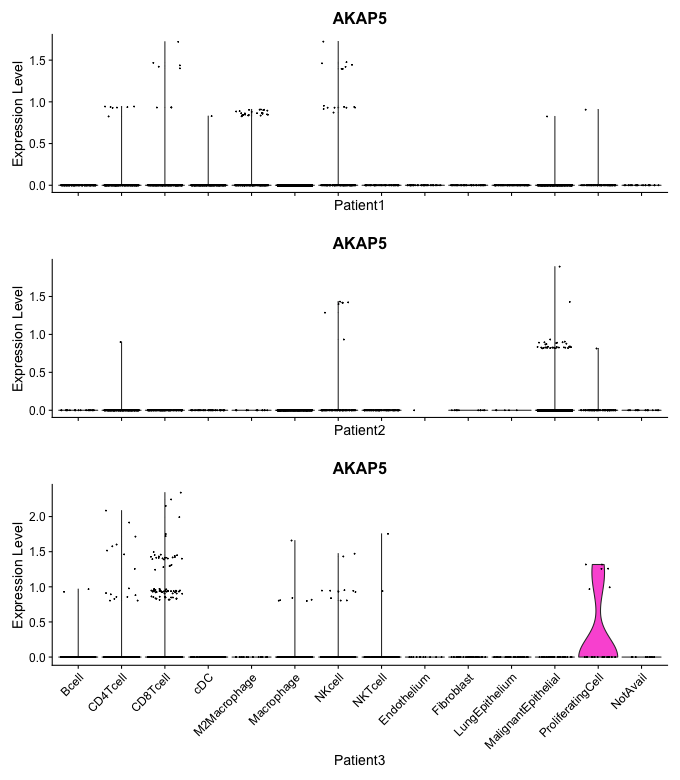 AKAP5
Expression Level
1.5
1.0
0.5
0.0
Patient1
AKAP5
Expression Level
1.5
1.0
0.5
0.0
Patient2
AKAP5
Expression Level
2.0
1.5
1.0
0.5
0.0
Bcell
CD4Tcell
CD8Tcell
cDC
M2Macrophage
Macrophage
NKcell
NKTcell
Endothelium
Fibroblast
LungEpithelium
MalignantEpithelial
ProliferatingCell
NotAvail
Patient3